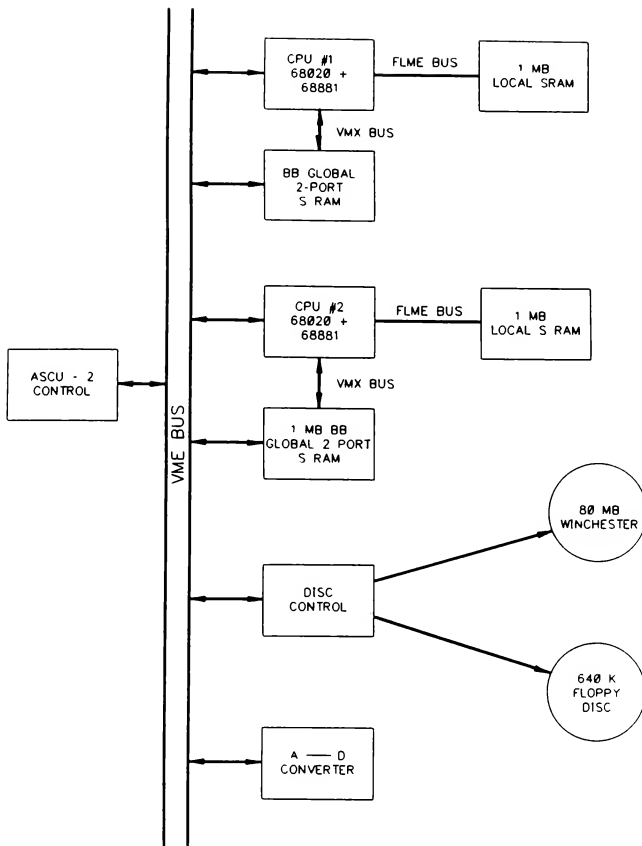 CPU #1
68020 +
68881
FLME BUS
1 MB
LOCAL SRAM
VMX BUS
BB GLOBAL
2-PORT
S RAM
CPU #2
68020 +
68881
FLME BUS
1 MB
LOCAL S RAM
ASCU - 2
CONTROL
VMX BUS
VME BUS
1 MB BB
GLOBAL 2 PORT
S RAM
80 MB
WINCHESTER
DISC
CONTROL
640 K
FLOPPY
DISC
A — D
CONVERTER